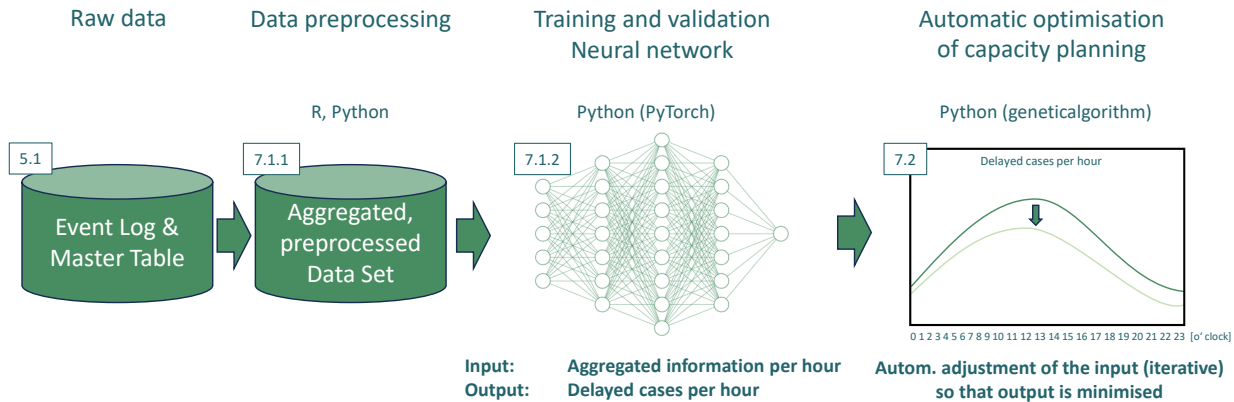 Raw data
Data preprocessing
Training and validation
Neural network
Automatic optimisation
of capacity planning
R, Python
Python (PyTorch)
Python (geneticalgorithm)
5.1
Event Log &
Master Table
7.1.1
Aggregated,
preprocessed
Data Set
7.1.2
7.2
Delayed cases per hour
0 1 2 3 4 5 6 7 8 9 10 11 12 13 14 15 16 17 18 19 20 21 22 23 [o‘ clock]
Input: Aggregated information per hour
Output: Delayed cases per hour
Autom. adjustment of the input (iterative)
so that output is minimised